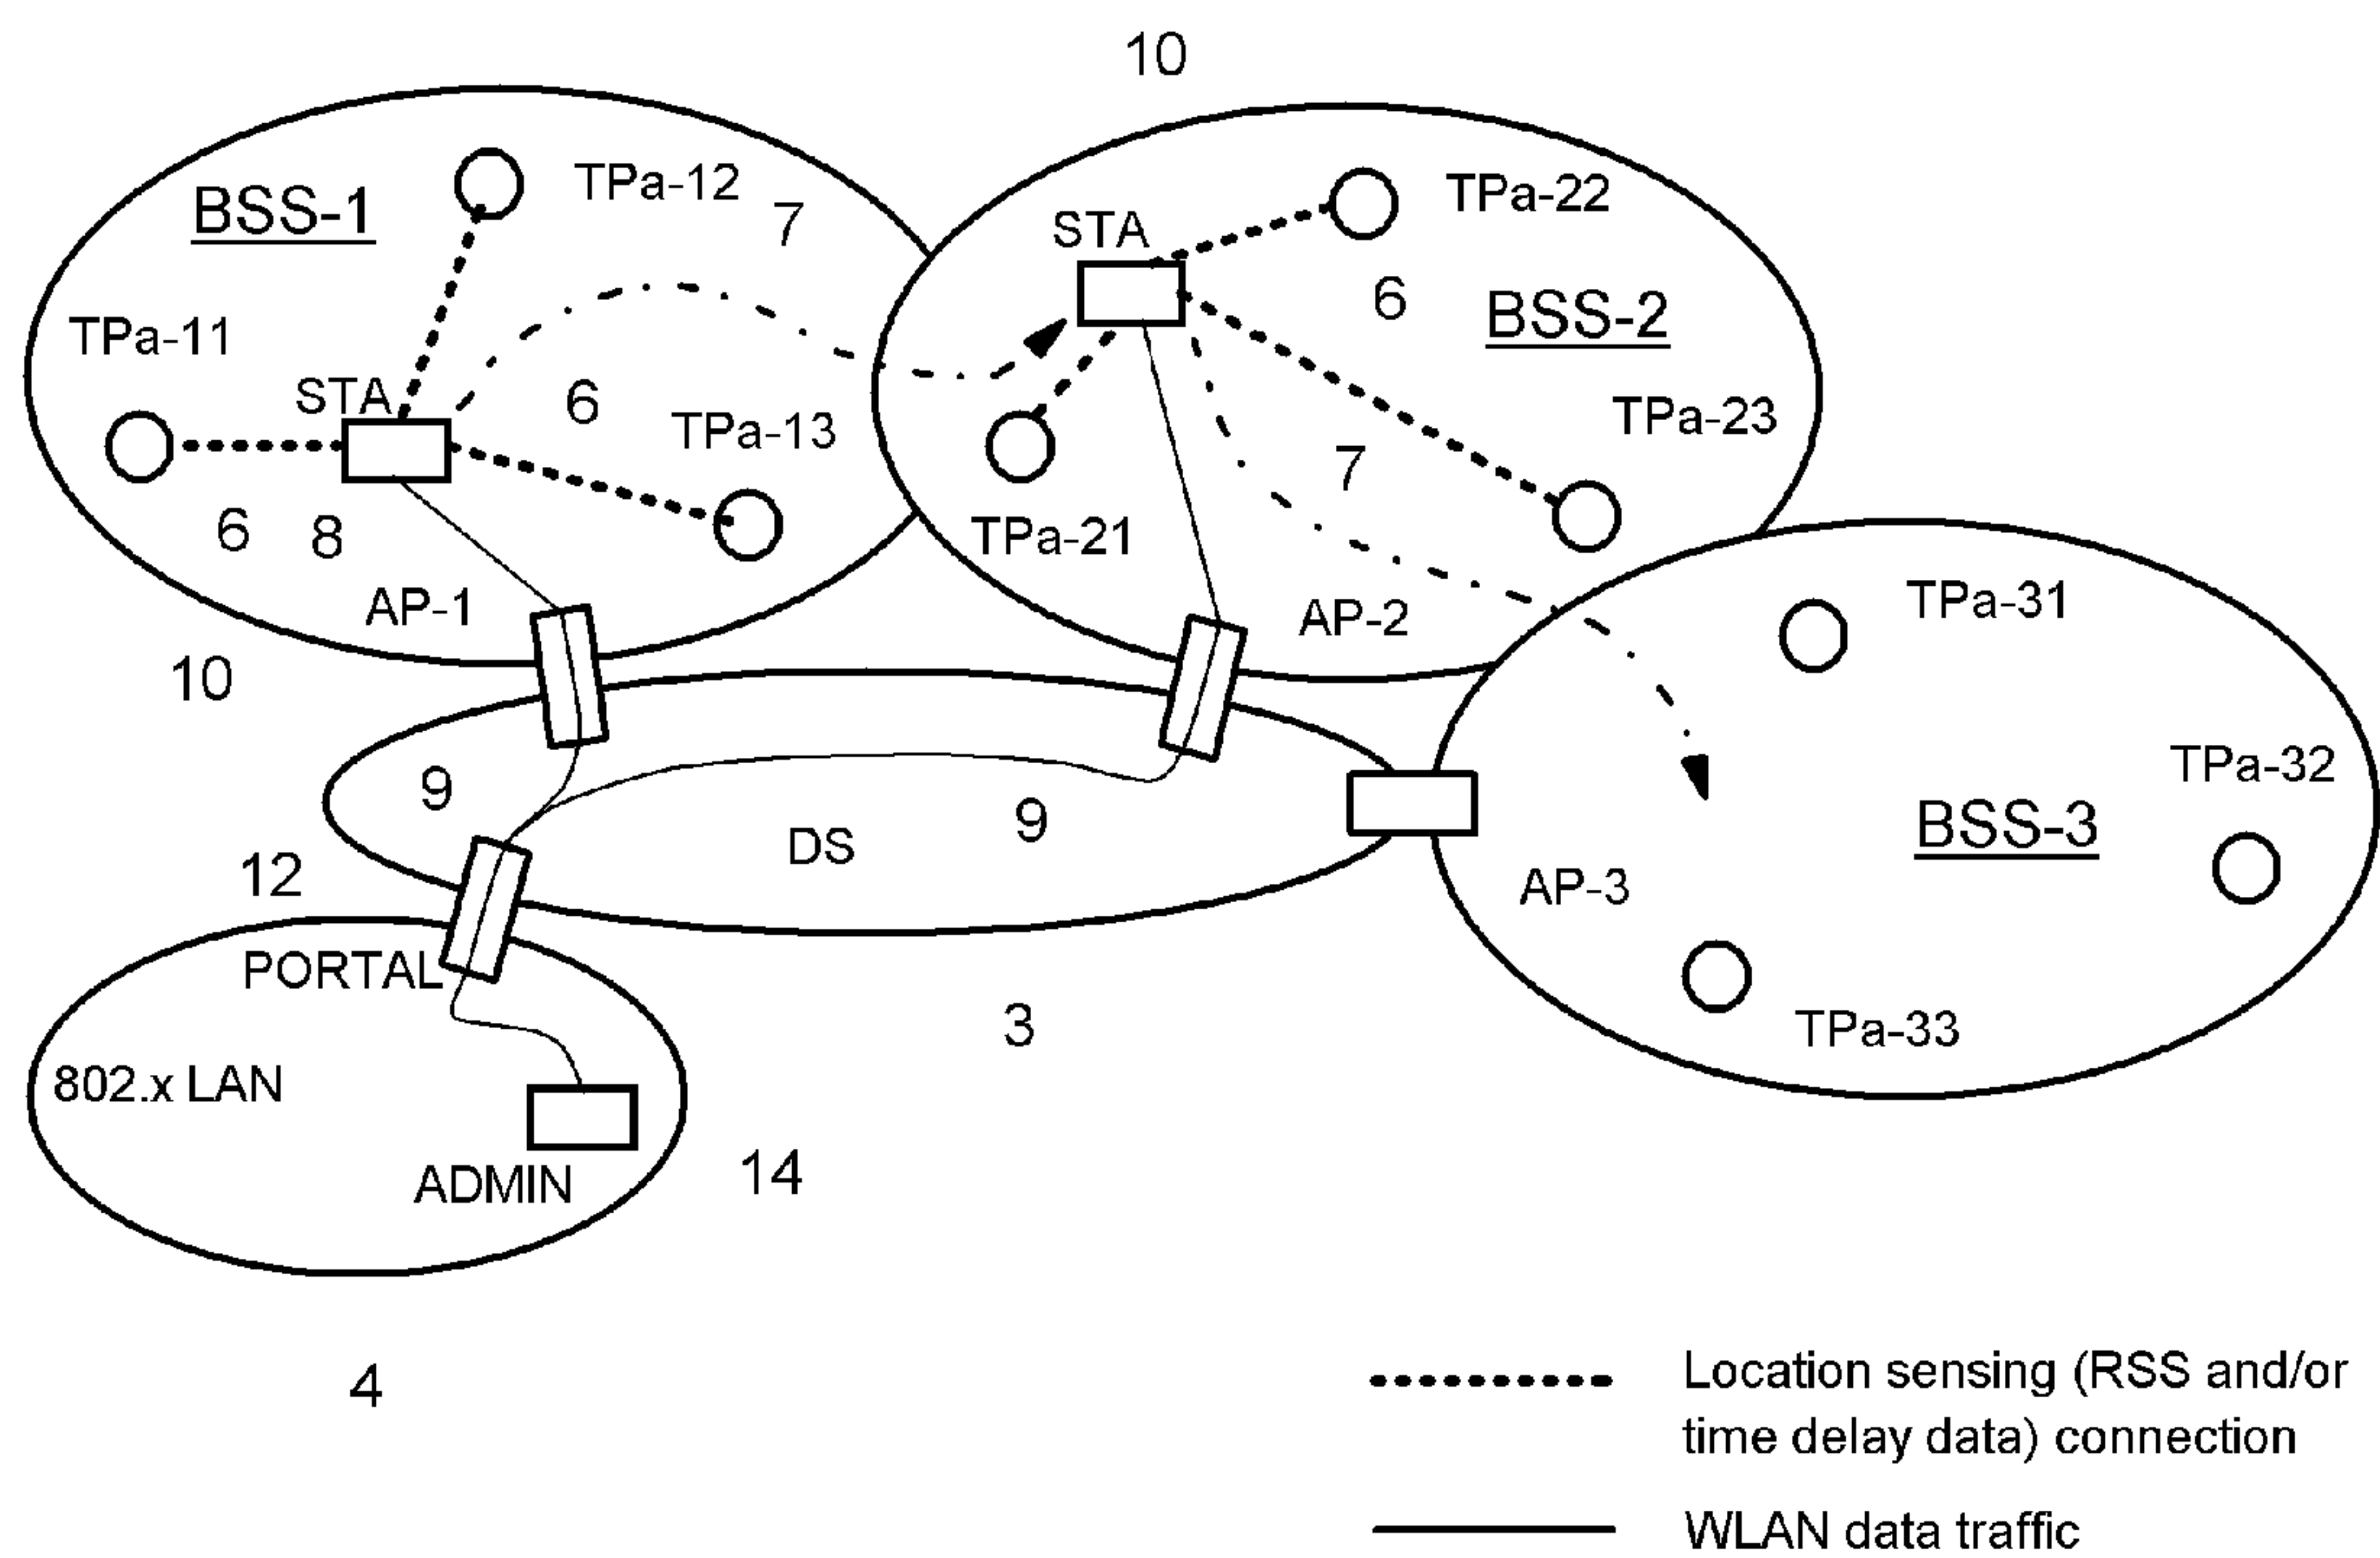 10
TPa-12
BSS-1
7
TPa-22
STA
6
BSS-2
TPa-11
STA
6
TPa-13
TPa-23
7
6
8
TPa-21
AP-1
AP-2
TPa-31
10
9
9
DS
TPa-32
BSS-3
12
AP-3
PORTAL
3
TPa-33
802.x LAN
14
ADMIN
4
Location sensing (RSS and/or
time delay data) connection
WLAN data traffic